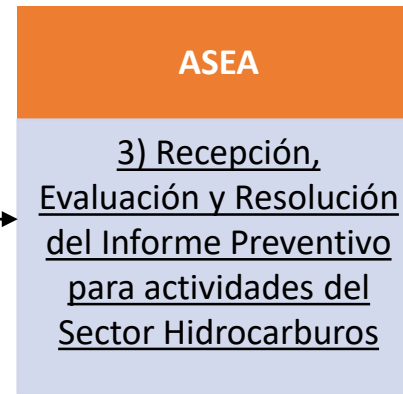 ASEA
3) Recepción,
Evaluación y Resolución
del Informe Preventivo
para actividades del
Sector Hidrocarburos